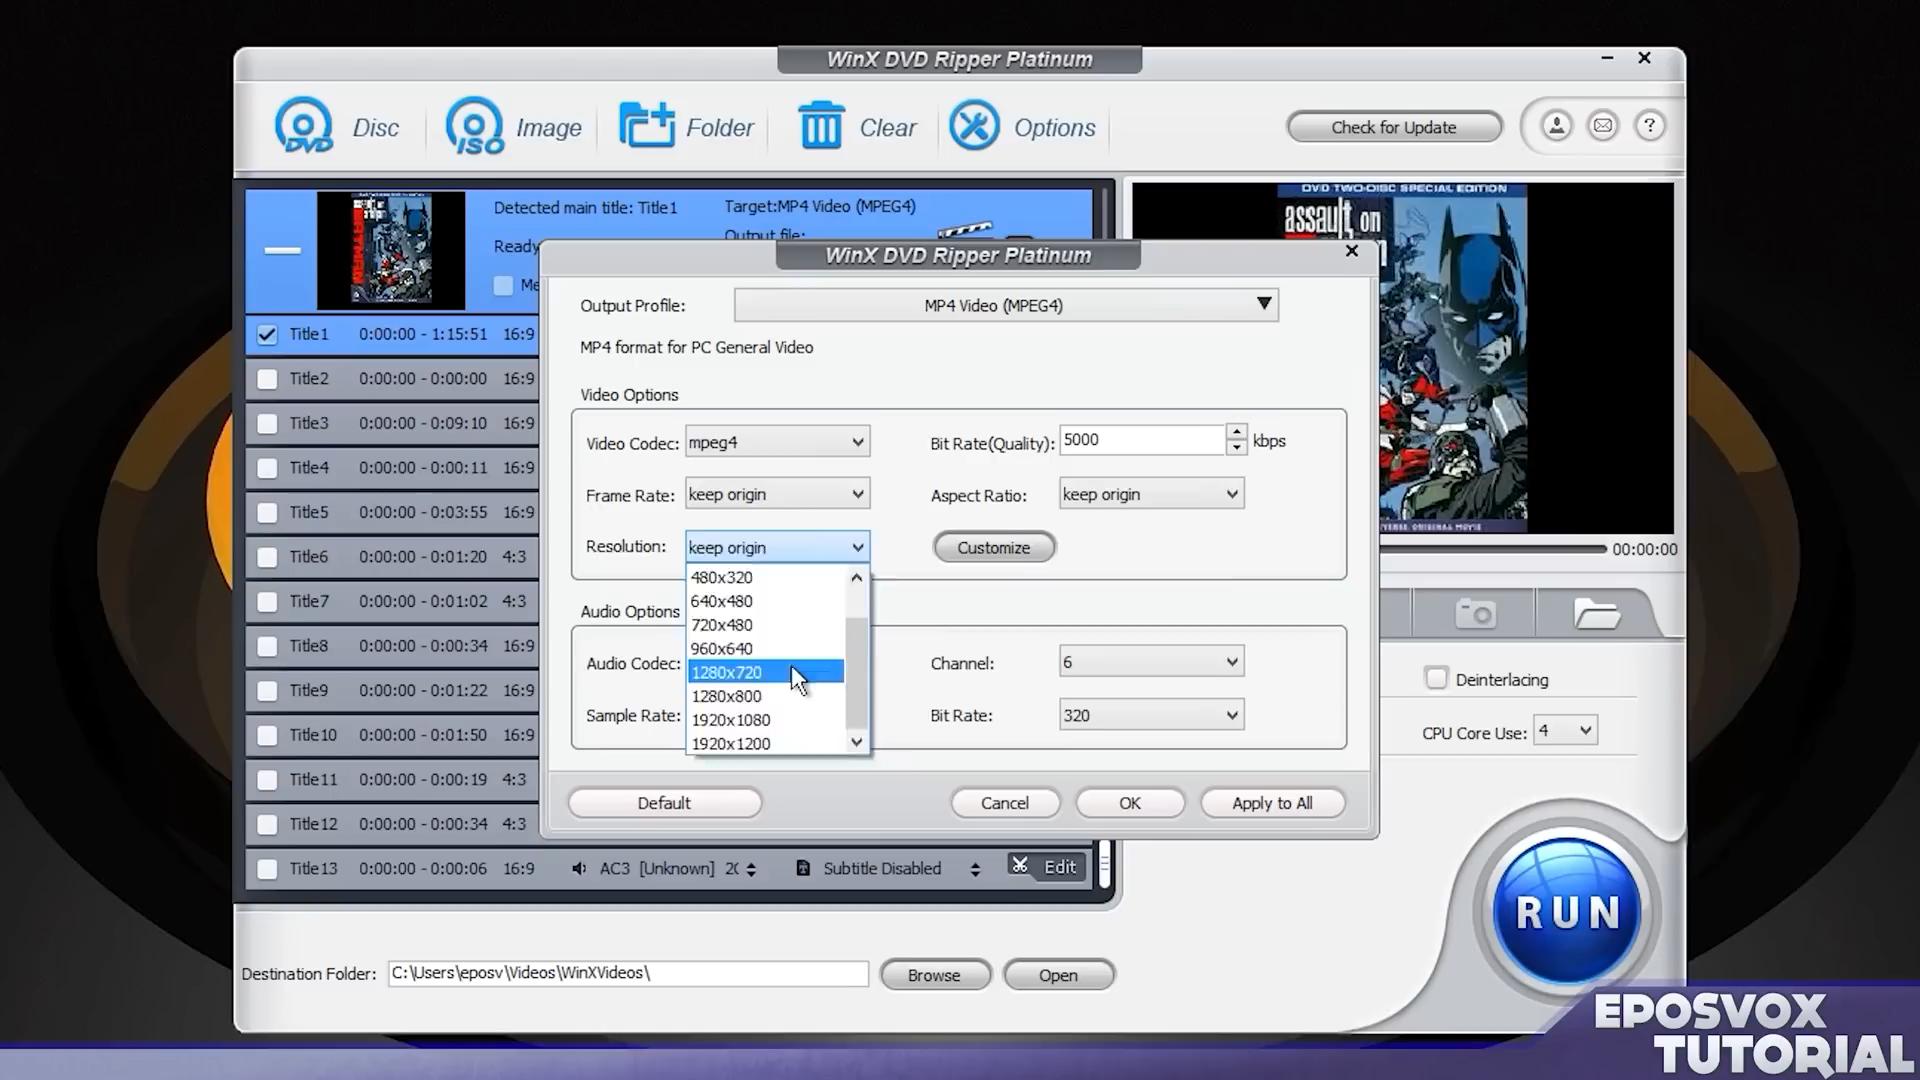 WinX DVD Ripper Platinum
DVD Disc
ISO Image
Folder
Clear
Options
Check for Update
?
Detected main title: Title1
Target:MP4 Video (MPEG4)
Output file:
Ready
DVD TWO-DISC SPECIAL EDITION
assault on
BATMAN
WinX DVD Ripper Platinum
Output Profile: MP4 Video (MPEG4)
MP4 format for PC General Video
Video Options
Video Codec: mpeg4
Bit Rate(Quality): 5000 kbps
Frame Rate: keep origin
Aspect Ratio: keep origin
Resolution: keep origin
Customize
480x320
640x480
720x480
960x640
1280x720
1280x800
1920x1080
1920x1200
Audio Options
Audio Codec:
Channel: 6
Sample Rate:
Bit Rate: 320
Default
Cancel
OK
Apply to All
Title1 0:00:00 - 1:15:51 16:9
Title2 0:00:00 - 0:00:00 16:9
Title3 0:00:00 - 0:09:10 16:9
Title4 0:00:00 - 0:00:11 16:9
Title5 0:00:00 - 0:03:55 16:9
Title6 0:00:00 - 0:01:20 4:3
Title7 0:00:00 - 0:01:02 4:3
Title8 0:00:00 - 0:00:34 16:9
Title9 0:00:00 - 0:01:22 16:9
Title10 0:00:00 - 0:01:50 16:9
Title11 0:00:00 - 0:00:19 4:3
Title12 0:00:00 - 0:00:34 4:3
Title13 0:00:00 - 0:00:06 16:9 AC3 [Unknown] Subtitle Disabled Edit
00:00:00
Deinterlacing
CPU Core Use: 4
RUN
Destination Folder: C:\Users\eposv\Videos\WinXVideos\
Browse
Open
EPOSVOX
TUTORIAL